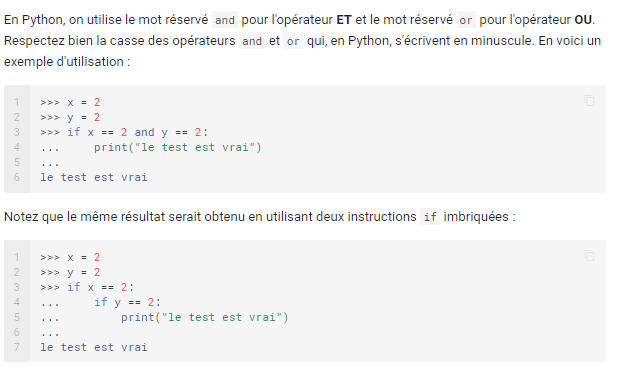 En Python, on utilise le mot réservé and pour l'opérateur ET et le mot réservé or pour l'opérateur OU.
Respectez bien la casse des opérateurs and et or qui, en Python, s'écrivent en minuscule. En voici un
exemple d'utilisation :
1 >>> x = 2
2 >>> y = 2
3 >>> if x == 2 and y == 2:
4 ...     print("le test est vrai")
5 ...
6 le test est vrai
Notez que le même résultat serait obtenu en utilisant deux instructions if imbriquées :
1 >>> x = 2
2 >>> y = 2
3 >>> if x == 2:
4 ...     if y == 2:
5 ...         print("le test est vrai")
6 ...
7 le test est vrai